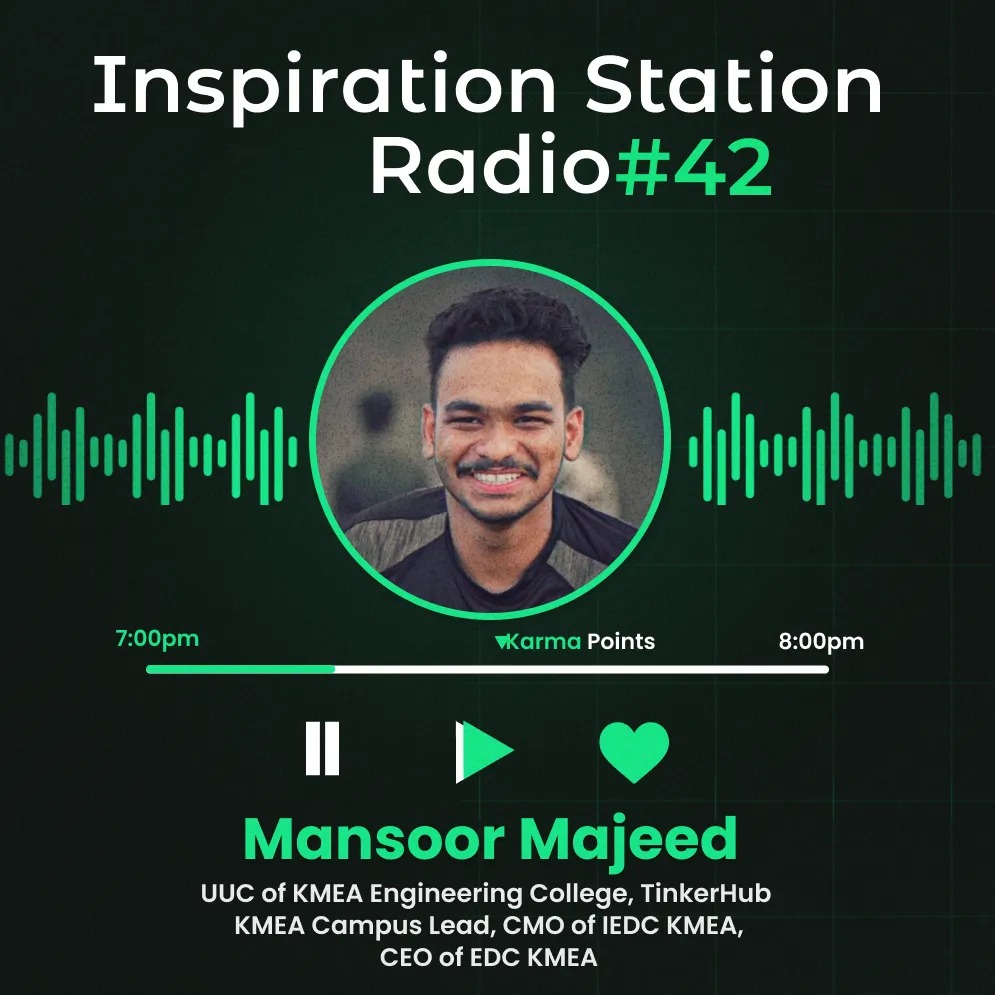 Inspiration Station
Radio#42
7:00pm
Karma Points
8:00pm
Mansoor Majeed
UUC of KMEA Engineering College, TinkerHub
KMEA Campus Lead, CMO of IEDC KMEA,
CEO of EDC KMEA